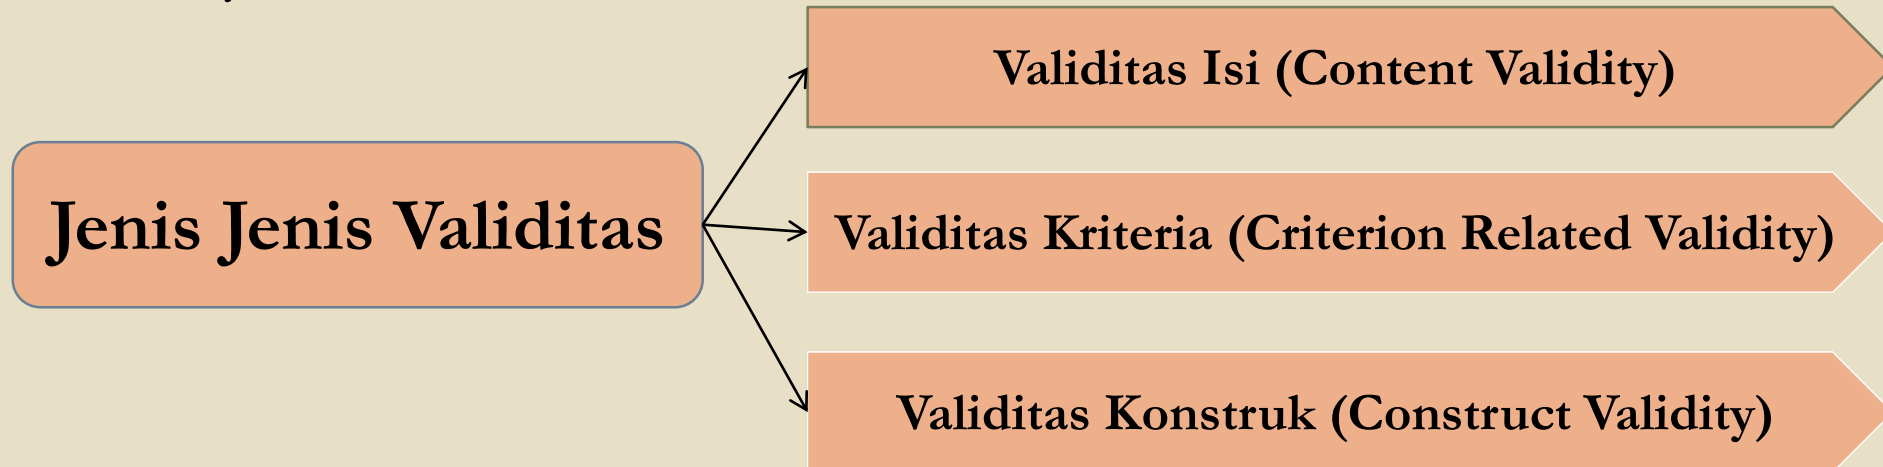 Jenis Jenis Validitas
Validitas Isi (Content Validity)
Validitas Kriteria (Criterion Related Validity)
Validitas Konstruk (Construct Validity)